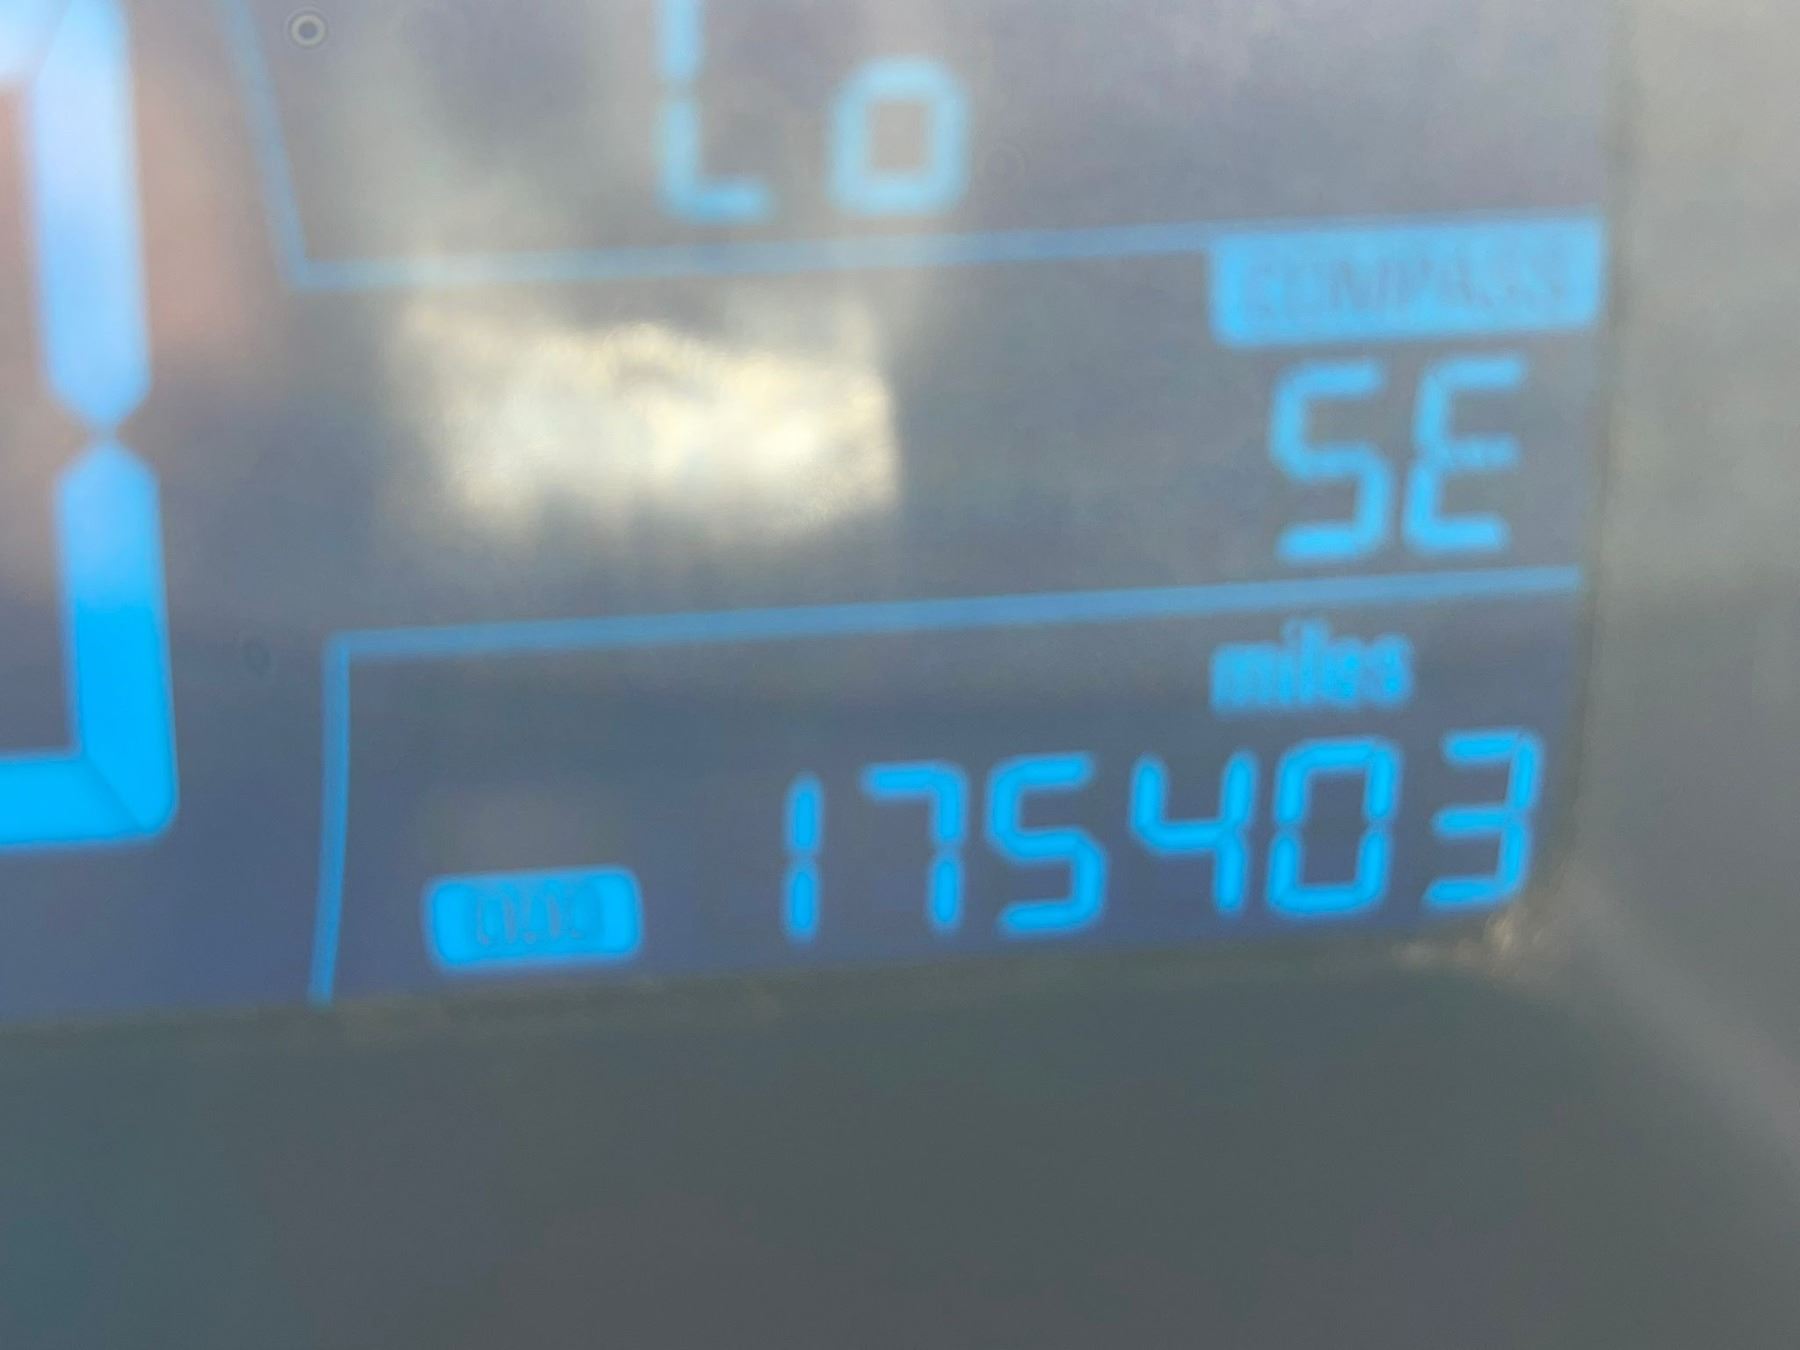 Lo
COMPASS
SE
miles
175403